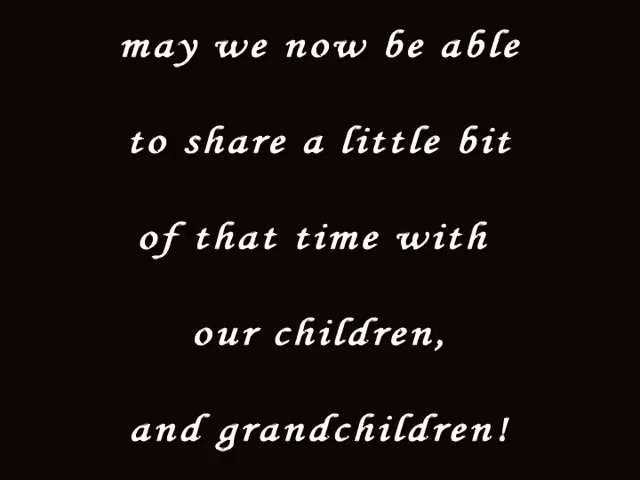 may we now be able
to share a little bit
of that time with
our children,
and grandchildren!